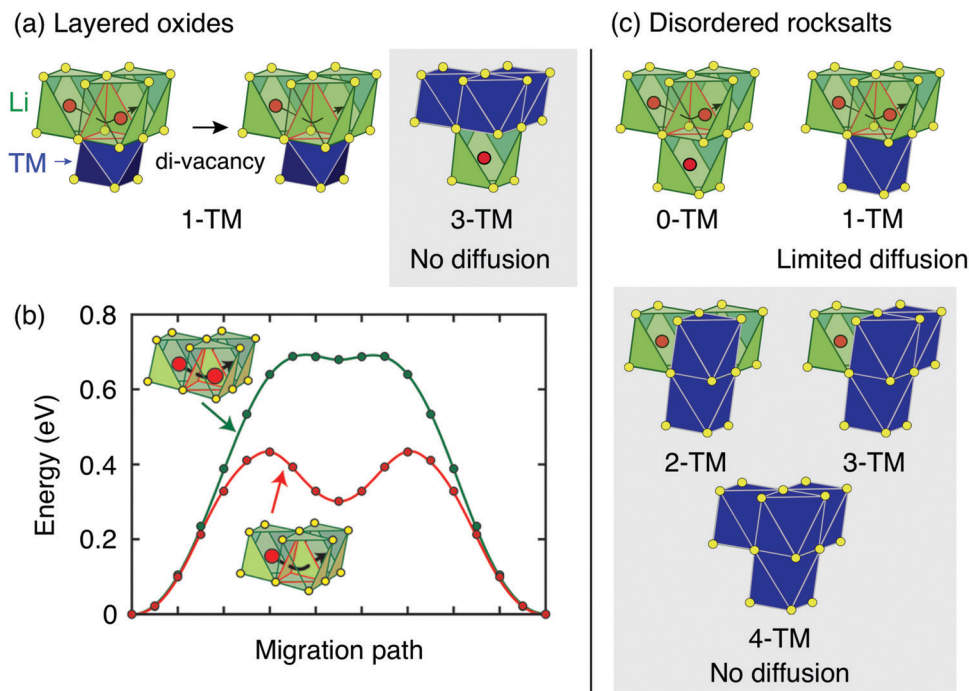 (a) Layered oxides
Li
TM
di-vacancy
1-TM
3-TM
No diffusion
(b)
0.8
0.6
0.4
0.2
0
Energy (eV)
Migration path
(c) Disordered rocksalts
0-TM
1-TM
Limited diffusion
2-TM
3-TM
4-TM
No diffusion